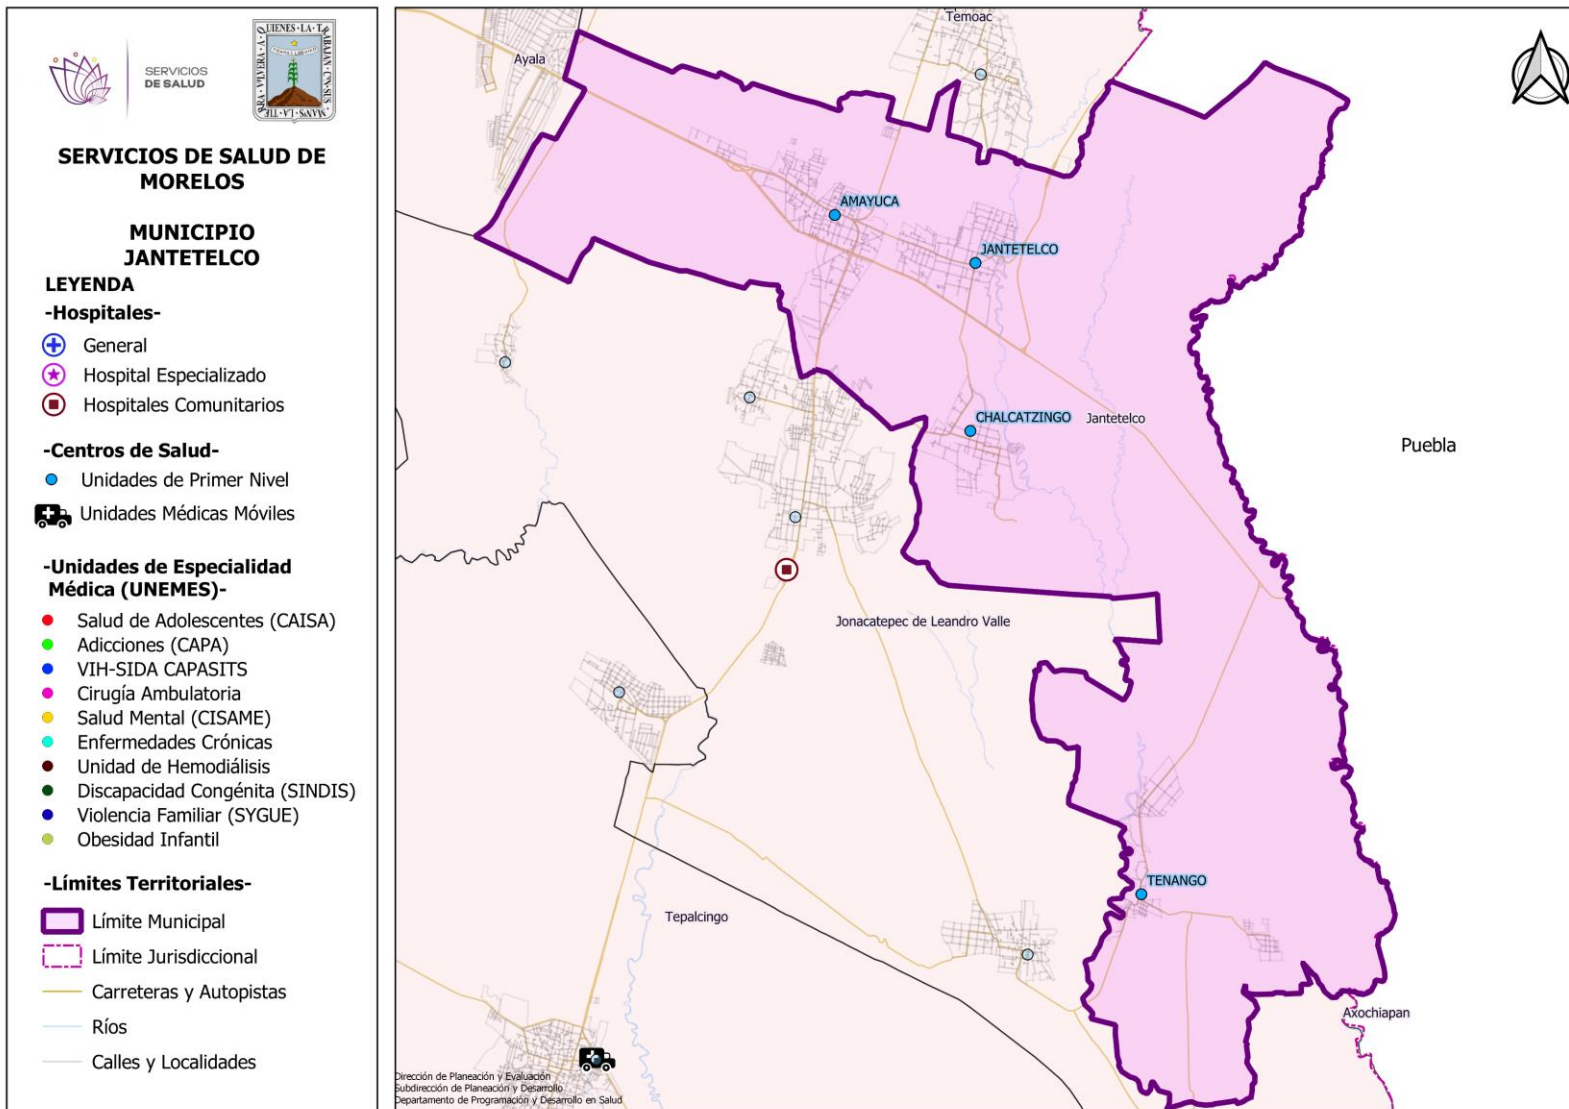 SERVICIOS
DE SALUD
SERVICIOS DE SALUD DE
MORELOS
MUNICIPIO
JANTETELCO
LEYENDA
-Hospitales-
General
Hospital Especializado
Hospitales Comunitarios
-Centros de Salud-
Unidades de Primer Nivel
Unidades Médicas Móviles
-Unidades de Especialidad
Médica (UNEMES)-
Salud de Adolescentes (CAISA)
Adicciones (CAPA)
VIH-SIDA CAPASITS
Cirugía Ambulatoria
Salud Mental (CISAME)
Enfermedades Crónicas
Unidad de Hemodiálisis
Discapacidad Congénita (SINDIS)
Violencia Familiar (SYGUE)
Obesidad Infantil
-Límites Territoriales-
Límite Municipal
Límite Jurisdiccional
Carreteras y Autopistas
Ríos
Calles y Localidades
Temoac
Ayala
AMAYUCA
JANTETELCO
CHALCATZINGO
Jantetelco
Puebla
Jonacatepec de Leandro Valle
TENANGO
Tepalcingo
Axochiapan
Dirección de Planeación y Evaluación
Subdirección de Planeación y Desarrollo
Departamento de Programación y Desarrollo en Salud